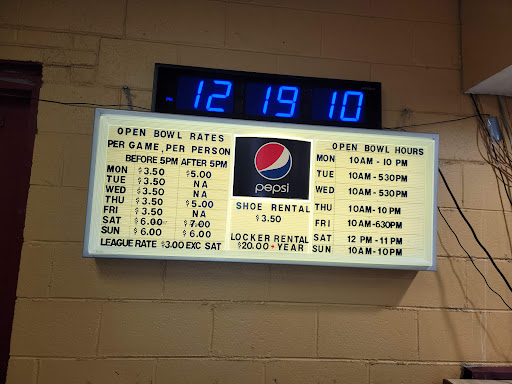 12 19 10
OPEN BOWL RATES
PER GAME, PER PERSON
BEFORE 5PM AFTER 5PM
MON $3.50 $5.00
TUE $3.50 NA
WED $3.50 NA
THU $3.50 $5.00
FRI $3.50 NA
SAT $6.00 $7.00
SUN $6.00 $6.00
LEAGUE RATE $3.00 EXC SAT
pepsi
SHOE RENTAL
$3.50
LOCKER RENTAL
$20.00 + YEAR
OPEN BOWL HOURS
MON 10AM - 10 PM
TUE 10AM - 530PM
WED 10AM - 530PM
THU 10AM - 10 PM
FRI 10AM - 630PM
SAT 12 PM - 11 PM
SUN 10AM - 10PM